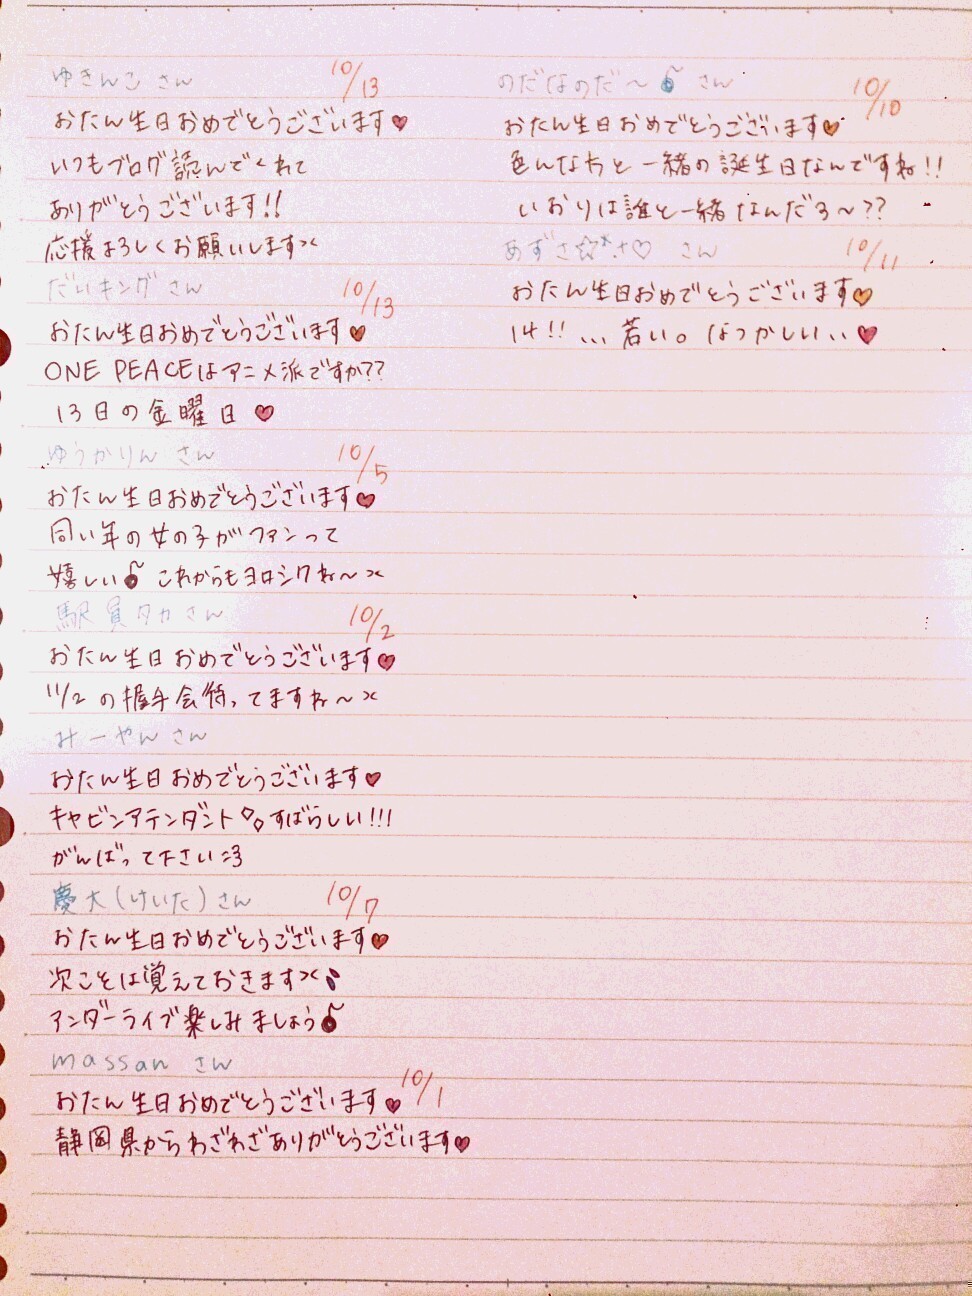 ゆきんこ さん 10/13
おたん生日おめでとうございます♥
いつもブログ読んでくれて
ありがとうございます!!
応援よろしくお願いします><
だいキング さん 10/13
おたん生日おめでとうございます♥
ONE PEACEはアニメ派ですか??
13日の金曜日♥
ゆうかりん さん 10/5
おたん生日おめでとうございます♥
同い年の女の子がファンって
嬉しい♪ これからもヨロシクね〜><
駅員タカさん 10/2
おたん生日おめでとうございます♥
11/2の握手会待ってますね〜><
みーやん さん
おたん生日おめでとうございます♥
キャビンアテンダント すばらしい!!!
がんばって下さい=3
慶大(けいた)さん 10/7
おたん生日おめでとうございます♥
次ことは覚えておきます><
アンダーライブ楽しみましょう♪
massan さん 10/1
おたん生日おめでとうございます♥
静岡県からわざわざありがとうございます♥
のだなのだ〜♪ さん 10/10
おたん生日おめでとうございます♥
色んな方と一緒の誕生日なんですね!!
いおりは誰と一緒なんだろ〜??
あずさ☆*.+♡ さん 10/11
おたん生日おめでとうございます♥
14!! ...若い。なつかしい..♥